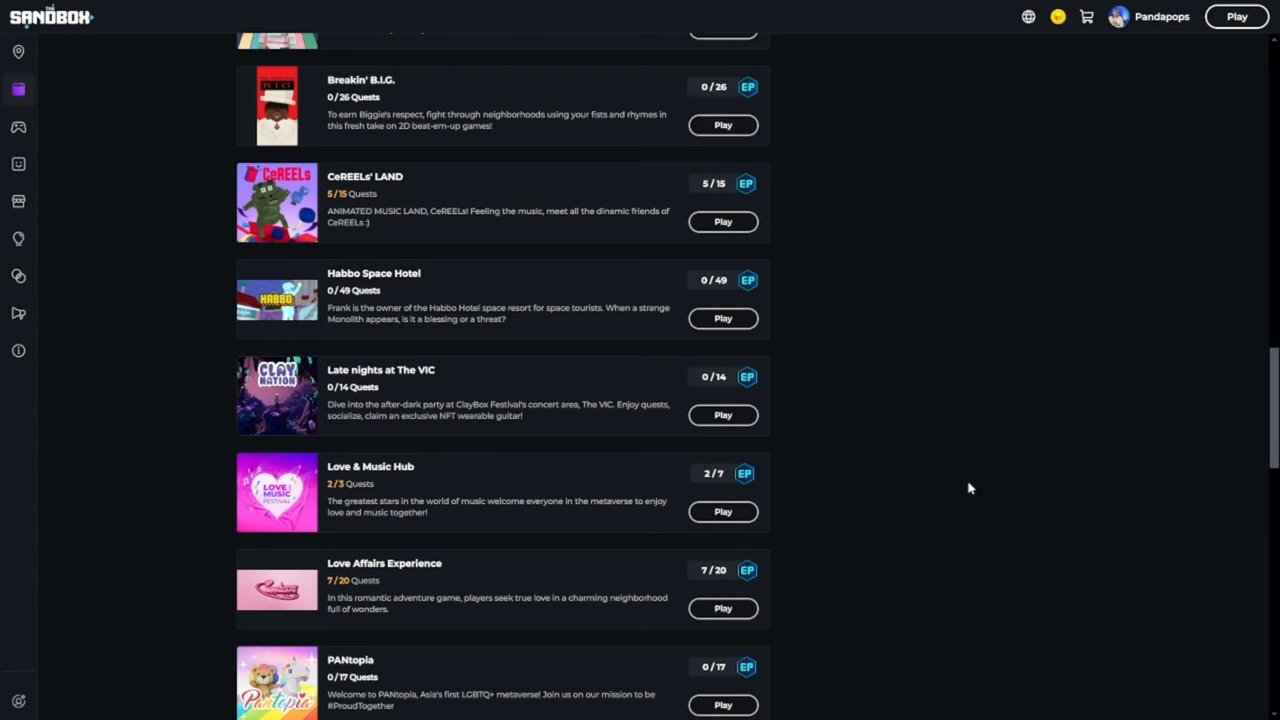 THE
SANDBOX
Pandapops
Play
Breakin' B.I.G.
0 / 26 Quests
To earn Biggie's respect, fight through neighborhoods using your fists and rhymes in
this fresh take on 2D beat-em-up games!
0 / 26 EP
Play
CeREELs
CeREELs' LAND
5 / 15 Quests
ANIMATED MUSIC LAND, CeREELs! Feeling the music, meet all the dinamic friends of
CeREELs :)
5 / 15 EP
Play
HABBO
Habbo Space Hotel
0 / 49 Quests
Frank is the owner of the Habbo Hotel space resort for space tourists. When a strange
Monolith appears, is it a blessing or a threat?
0 / 49 EP
Play
CLAY
NATION
Late nights at The VIC
0 / 14 Quests
Dive into the after-dark party at ClayBox Festival's concert area, The VIC. Enjoy quests,
socialize, claim an exclusive NFT wearable guitar!
0 / 14 EP
Play
LOVE
MUSIC
FESTIVAL
Love & Music Hub
2 / 3 Quests
The greatest stars in the world of music welcome everyone in the metaverse to enjoy
love and music together!
2 / 7 EP
Play
Love Affairs Experience
7 / 20 Quests
In this romantic adventure game, players seek true love in a charming neighborhood
full of wonders.
7 / 20 EP
Play
Pantopia
PANtopia
0 / 17 Quests
Welcome to PANtopia, Asia's first LGBTQ+ metaverse! Join us on our mission to be
#ProudTogether
0 / 17 EP
Play